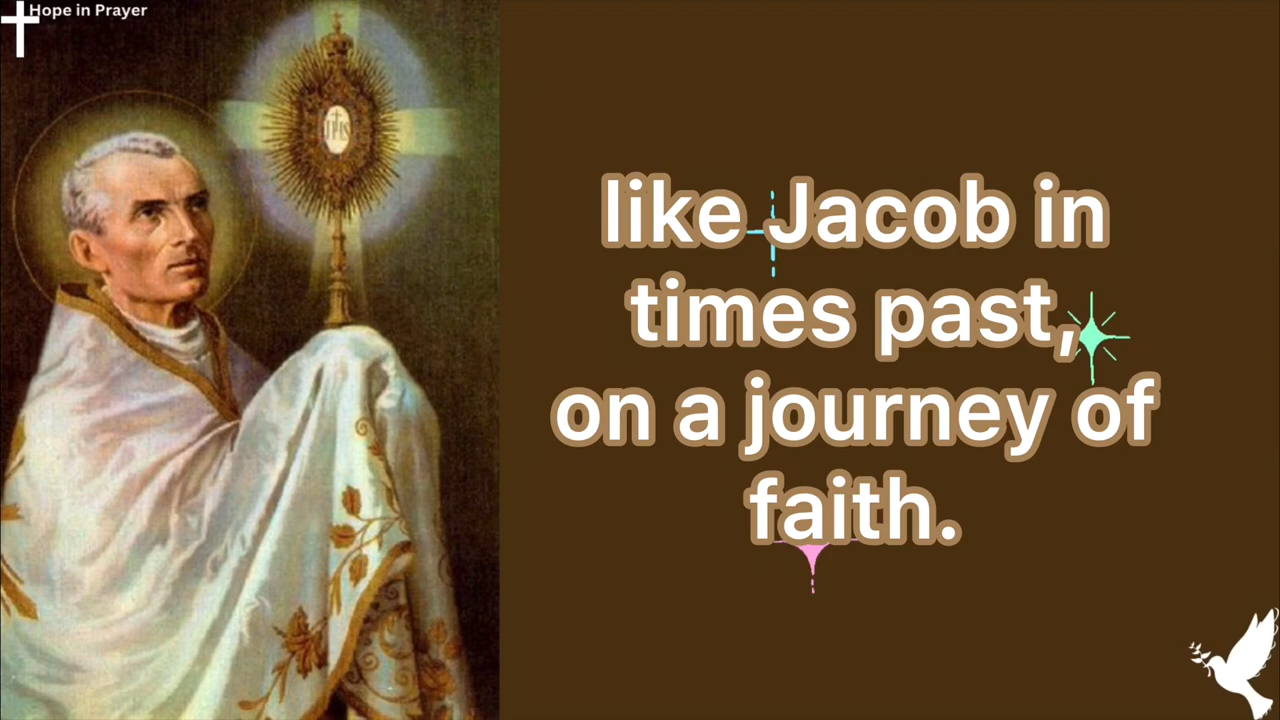 Hope in Prayer
IHS
like Jacob in
times past,
on a journey of
faith.